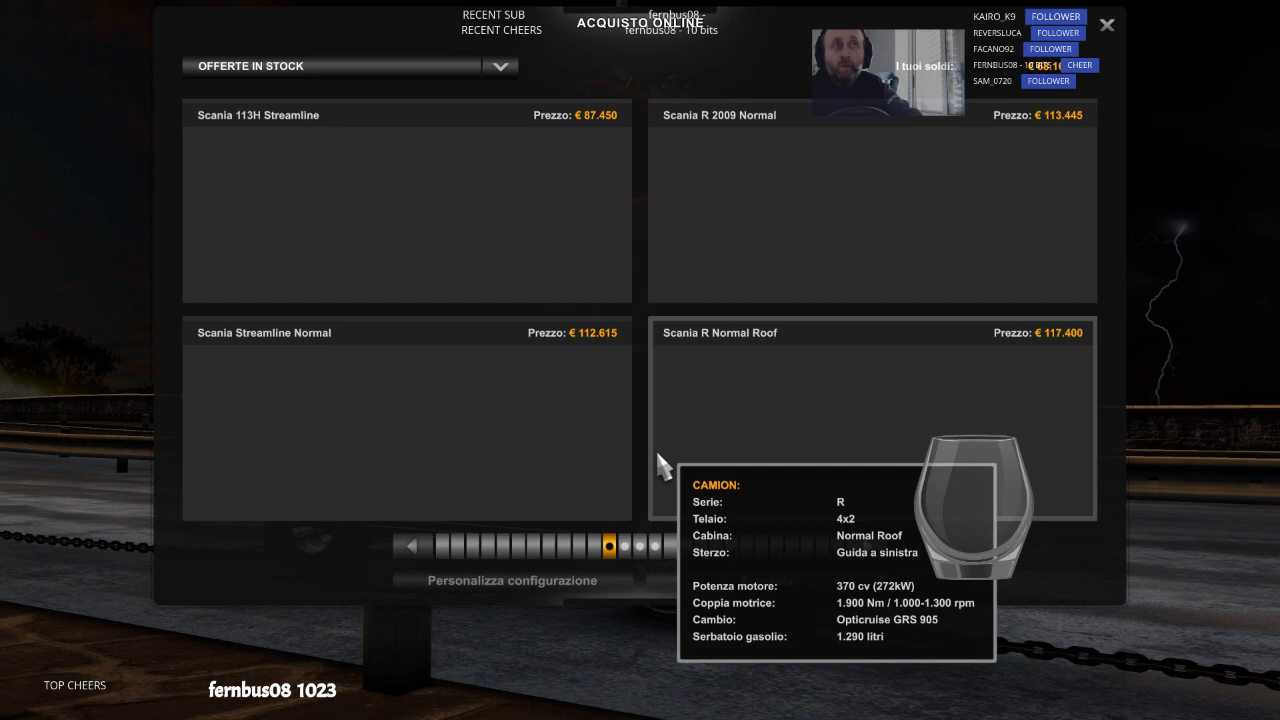 RECENT SUB
fernbus08 -
RECENT CHEERS
fernbus08 - 10 bits
ACQUISTO ONLINE
KAIRO_K9 FOLLOWER
REVERSLUCA FOLLOWER
FACANO92 FOLLOWER
FERNBUS08 - 10 BITS CHEER
SAM_0720 FOLLOWER
OFFERTE IN STOCK
I tuoi soldi:
Scania 113H Streamline Prezzo: € 87.450
Scania R 2009 Normal Prezzo: € 113.445
Scania Streamline Normal Prezzo: € 112.615
Scania R Normal Roof Prezzo: € 117.400
CAMION:
Serie: R
Telaio: 4x2
Cabina: Normal Roof
Sterzo: Guida a sinistra
Potenza motore: 370 cv (272kW)
Coppia motrice: 1.900 Nm / 1.000-1.300 rpm
Cambio: Opticruise GRS 905
Serbatoio gasolio: 1.290 litri
Personalizza configurazione
TOP CHEERS
fernbus08 1023